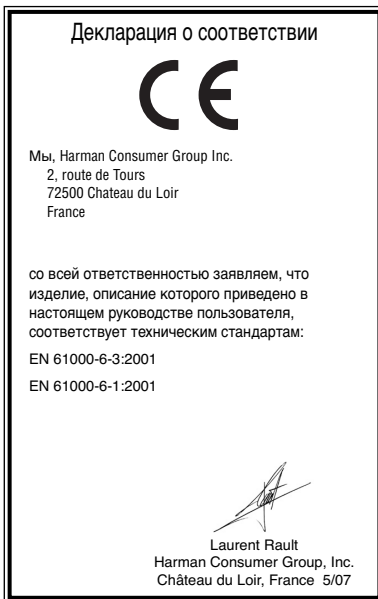 Декларация о соответствии
CE
Мы, Harman Consumer Group Inc.
2, route de Tours
72500 Chateau du Loir
France
со всей ответственностью заявляем, что
изделие, описание которого приведено в
настоящем руководстве пользователя,
соответствует техническим стандартам:
EN 61000-6-3:2001
EN 61000-6-1:2001
Laurent Rault
Harman Consumer Group, Inc.
Château du Loir, France 5/07